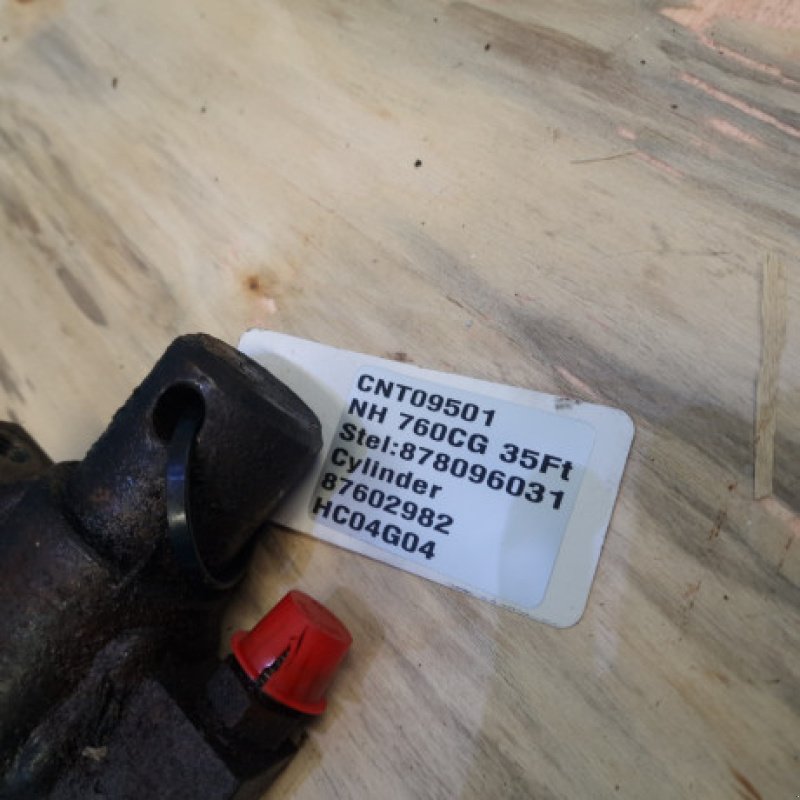 CNT09501
NH 760CG 35Ft
Stel:878096031
Cylinder
87602982
HC04G04